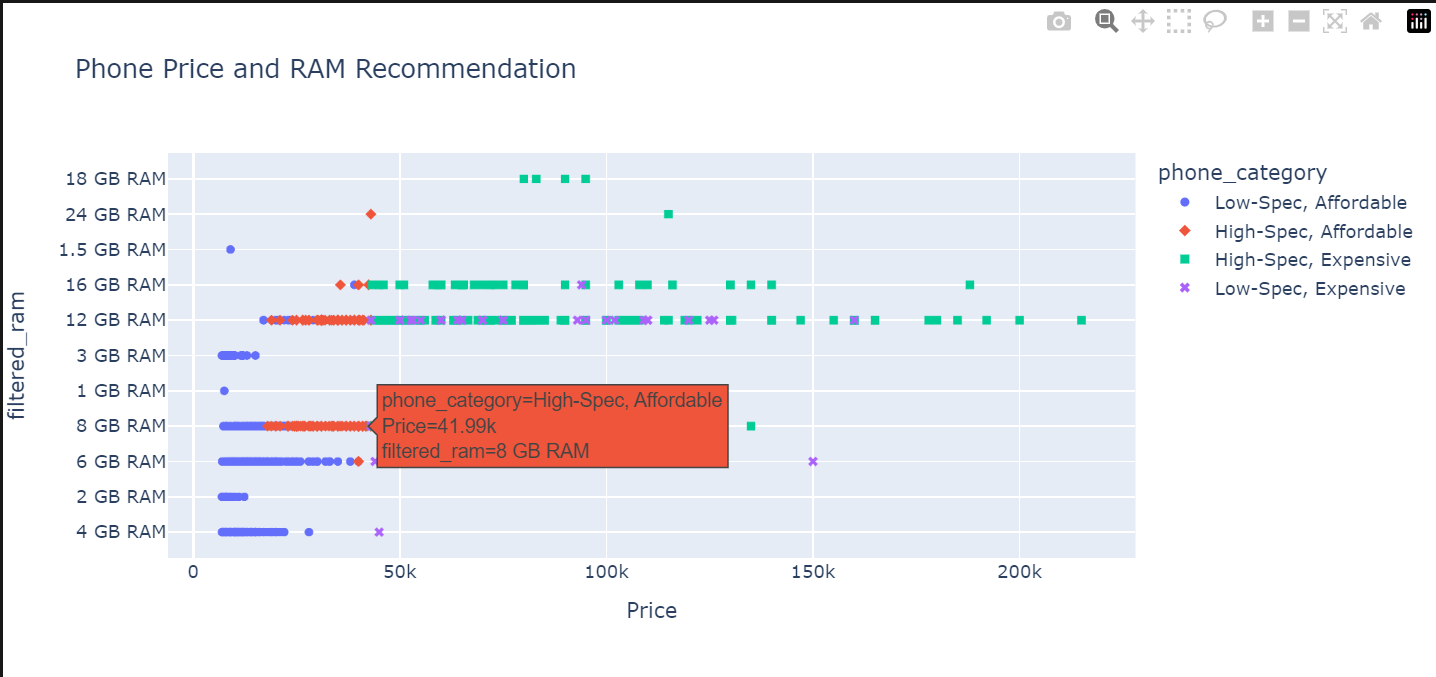 Phone Price and RAM Recommendation
phone_category
Low-Spec, Affordable
High-Spec, Affordable
High-Spec, Expensive
Low-Spec, Expensive
filtered_ram
18 GB RAM
24 GB RAM
1.5 GB RAM
16 GB RAM
12 GB RAM
3 GB RAM
1 GB RAM
8 GB RAM
6 GB RAM
2 GB RAM
4 GB RAM
phone_category=High-Spec, Affordable
Price=41.99k
filtered_ram=8 GB RAM
0
50k
100k
150k
200k
Price